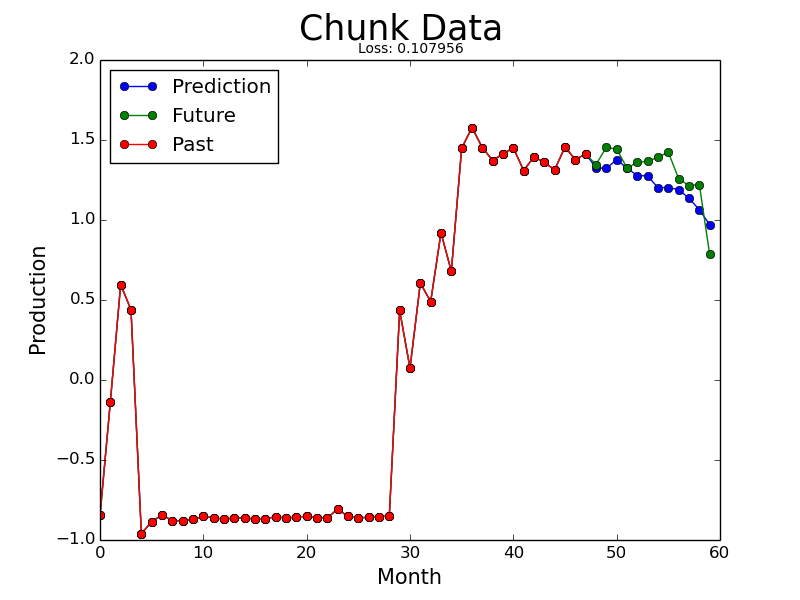 Chunk Data
Loss: 0.107956
Prediction
Future
Past
2.0
1.5
1.0
0.5
0.0
−0.5
−1.0
Production
0 10 20 30 40 50 60
Month